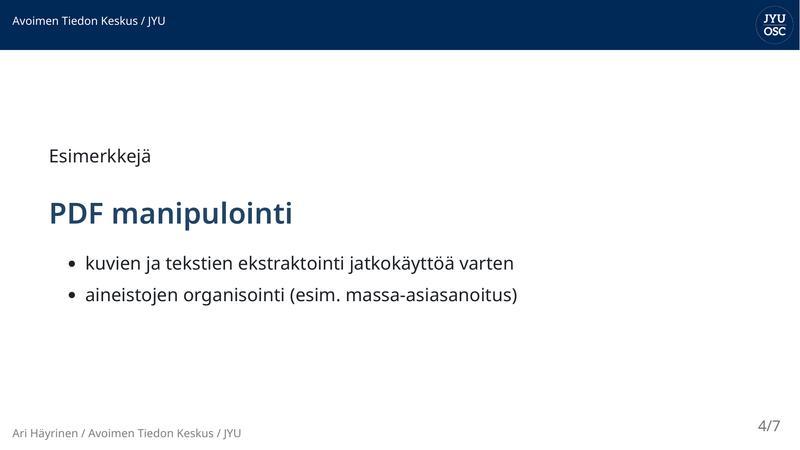 Avoimen Tiedon Keskus / JYU
JYU
OSC
Esimerkkejä
PDF manipulointi
• kuvien ja tekstien ekstraktointi jatkokäyttöä varten
• aineistojen organisointi (esim. massa-asiasanoitus)
Ari Häyrinen / Avoimen Tiedon Keskus / JYU
4/7